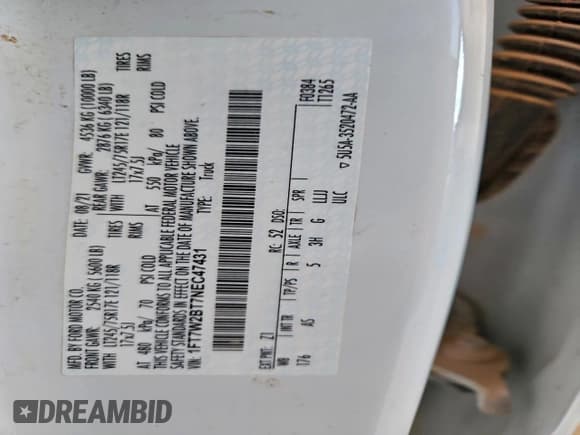 MFD. BY FORD MOTOR CO.
DATE: 08/21 GVWR: 4536 KG (10000 LB)
FRONT GAWR: 2540 KG (5600 LB) REAR GAWR: 2876 KG (6340 LB)
WITH LT245/75R17E 121/118R TIRES WITH LT245/75R17E 121/118R TIRES
17x7.5J RIMS 17x7.5J RIMS
AT 480 kPa/ 70 PSI COLD AT 550 kPa/ 80 PSI COLD
THIS VEHICLE CONFORMS TO ALL APPLICABLE FEDERAL MOTOR VEHICLE
SAFETY STANDARDS IN EFFECT ON THE DATE OF MANUFACTURE SHOWN ABOVE.
VIN: 1FT7W2BT7NEC47431 TYPE: Truck
F0384
T1265
EXT PNT: Z1 RC: 52 DSO:
WB INT TR TP/PS R AXLE TR SPR
176 AS 5 3H G LLJJ
ULC
▽ 5U5A-3520472-AA
DREAMBID